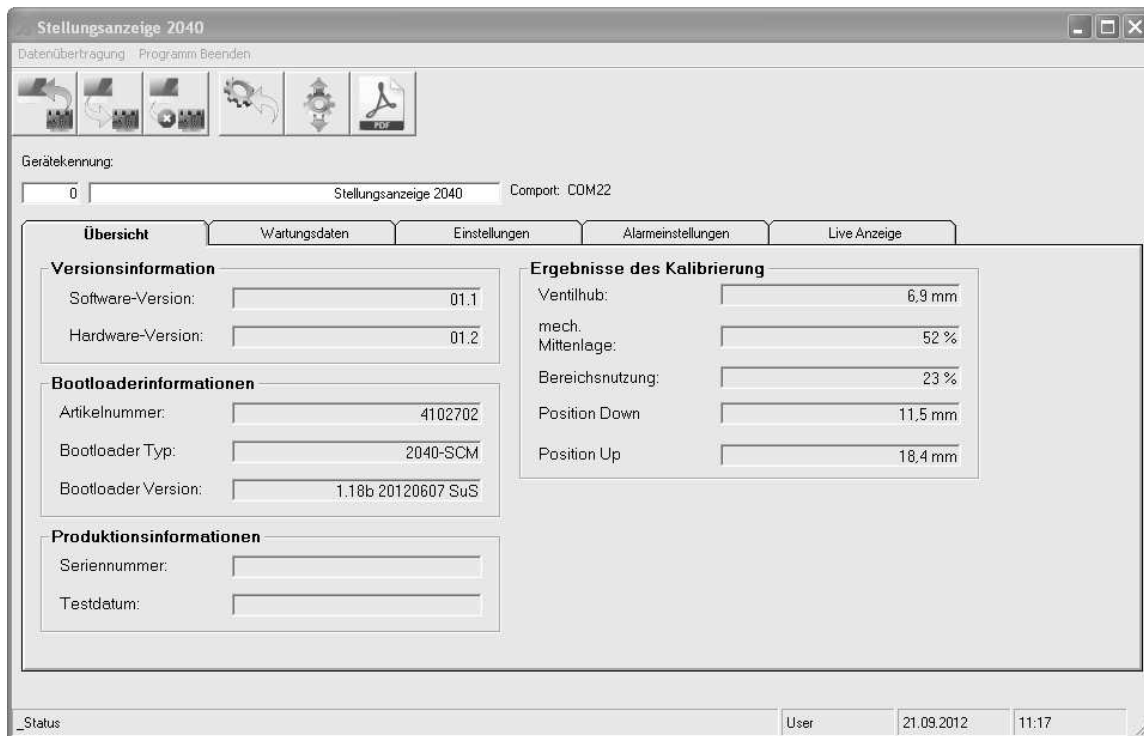 Stellungsanzeige 2040
Datenübertragung Programm Beenden
PDF
Gerätekennung:
0 Stellungsanzeige 2040 Comport: COM22
Übersicht Wartungsdaten Einstellungen Alarmeinstellungen Live Anzeige
Versionsinformation
Software-Version: 01.1
Hardware-Version: 01.2
Bootloaderinformationen
Artikelnummer: 4102702
Bootloader Typ: 2040-SCM
Bootloader Version: 1.18b 20120607 SuS
Produktionsinformationen
Seriennummer:
Testdatum:
Ergebnisse des Kalibrierung
Ventilhub: 6,9 mm
mech.
Mittenlage: 52 %
Bereichsnutzung: 23 %
Position Down 11,5 mm
Position Up 18,4 mm
_Status User 21.09.2012 11:17